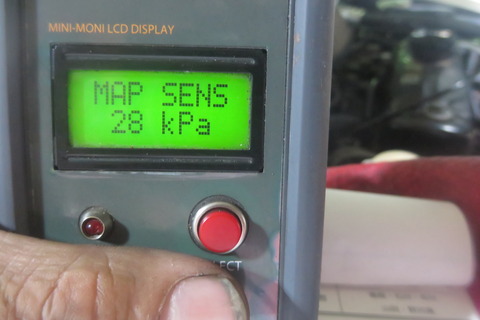 MINI-MONI LCD DISPLAY
MAP SENS
28 kPa